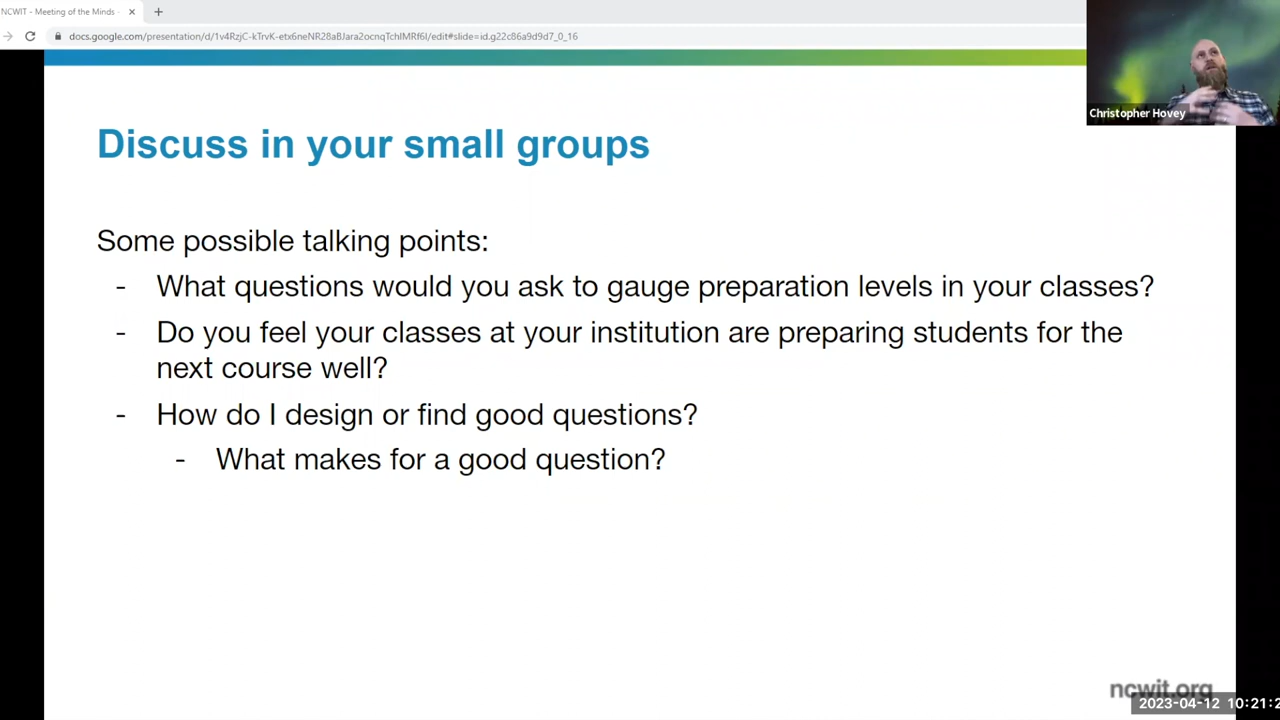 NCWIT - Meeting of the Minds
docs.google.com/presentation/d/1v4RzjC-kTrvK-etx6neNR28aBJara2ocnqTchIMRf6I/edit#slide=id.g22c86a9d9d7_0_16
Christopher Hovey
Discuss in your small groups
Some possible talking points:
- What questions would you ask to gauge preparation levels in your classes?
- Do you feel your classes at your institution are preparing students for the
next course well?
- How do I design or find good questions?
- What makes for a good question?
ncwit.org
2023-04-12 10:21:2